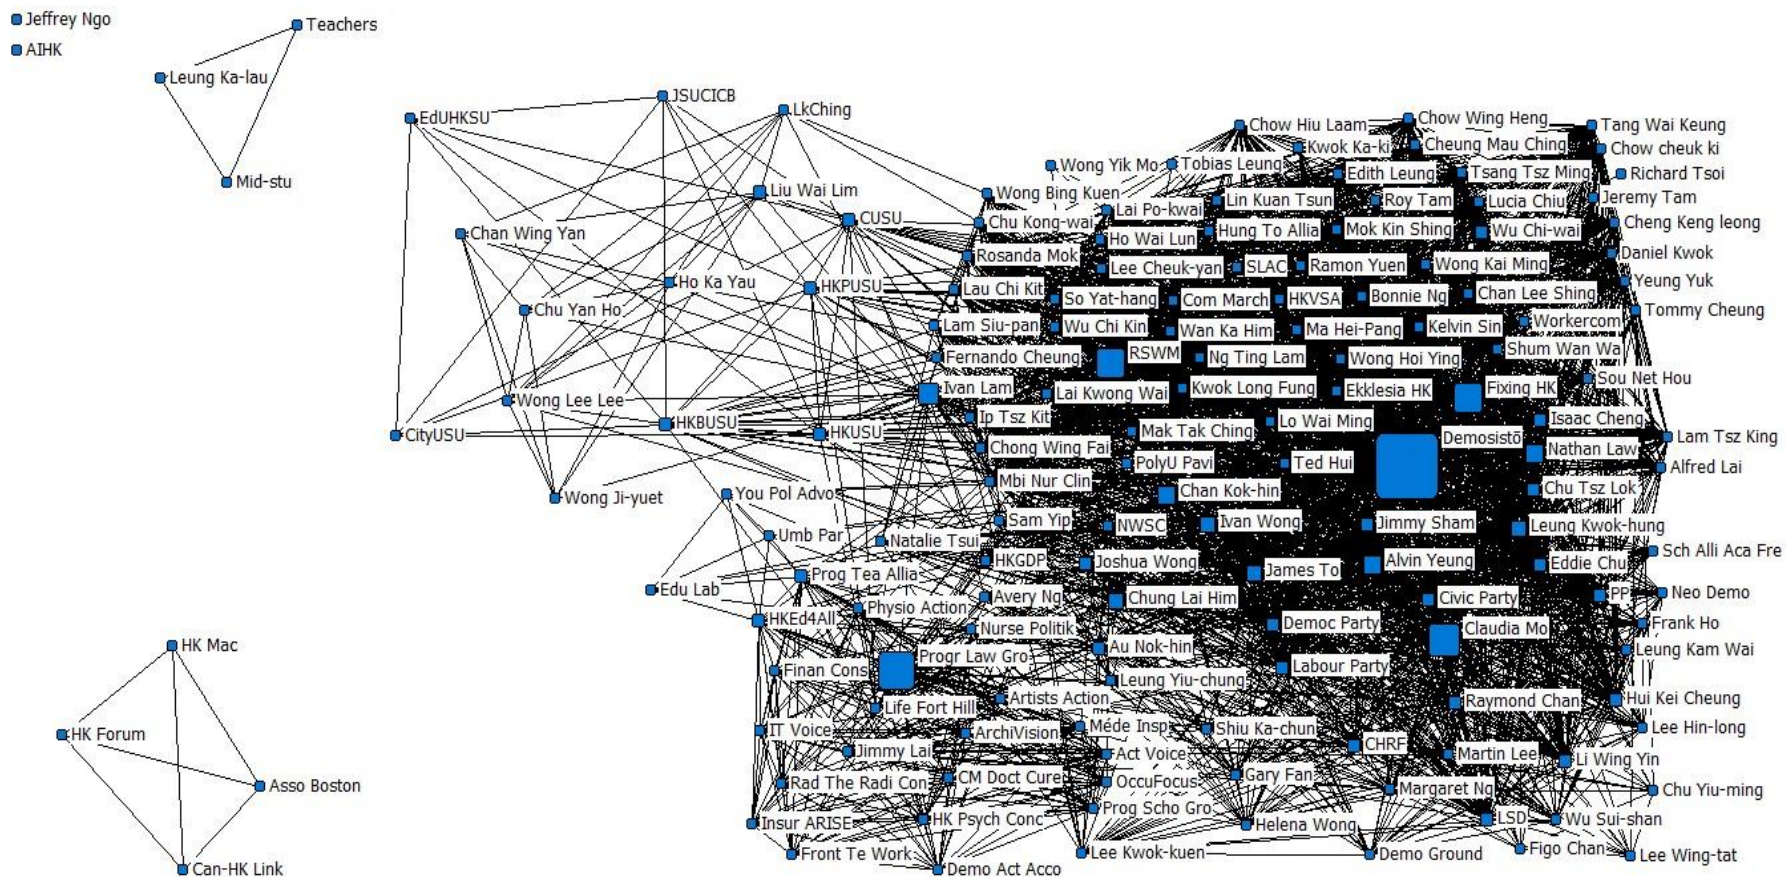 Jeffrey Ngo
AIHK
Teachers
Leung Ka-lau
Mid-stu
EdUHKSU
JSUCICB
LkChing
Liu Wai Lim
CUSU
Chan Wing Yan
Ho Ka Yau
HKPUSU
Chu Yan Ho
Wong Lee Lee
CityUSU
HKBUSU
HKUSU
Wong Ji-yuet
Chow Hiu Laam
Chow Wing Heng
Tang Wai Keung
Kwok Ka-ki
Cheung Mau Ching
Chow cheuk ki
Wong Yik Mo
Tobias Leung
Edith Leung
Tsang Tsz Ming
Richard Tsoi
Wong Bing Kuen
Lai Po-kwai
Lin Kuan Tsun
Roy Tam
Lucia Chiu
Jeremy Tam
Chu Kong-wai
Ho Wai Lun
Hung To Allia
Mok Kin Shing
Wu Chi-wai
Cheng Keng leong
Rosanda Mok
Lee Cheuk-yan
SLAC
Ramon Yuen
Wong Kai Ming
Daniel Kwok
Lau Chi Kit
So Yat-hang
Com March
HKVSA
Bonnie Ng
Chan Lee Shing
Yeung Yuk
Tommy Cheung
Lam Siu-pan
Wu Chi Kin
Wan Ka Him
Ma Hei-Pang
Kelvin Sin
Workercom
Fernando Cheung
RSWM
Ng Ting Lam
Wong Hoi Ying
Shum Wan Wa
Sou Net Hou
Ivan Lam
Lai Kwong Wai
Kwok Long Fung
Ekklesia HK
Fixing HK
Ip Tsz Kit
Mak Tak Ching
Lo Wai Ming
Demosistō
Isaac Cheng
Lam Tsz King
Chong Wing Fai
PolyU Pavi
Ted Hui
Nathan Law
Alfred Lai
Mbi Nur Clin
Chan Kok-hin
Chu Tsz Lok
You Pol Advo
Sam Yip
NWSC
Ivan Wong
Jimmy Sham
Leung Kwok-hung
Umb Par
Natalie Tsui
HKGDP
Joshua Wong
James To
Alvin Yeung
Eddie Chu
Sch Alli Aca Fre
Prog Tea Allia
Edu Lab
Physio Action
Avery Ng
Chung Lai Him
Civic Party
PP
Neo Demo
HKEd4All
Nurse Politik
Democ Party
Claudia Mo
Frank Ho
HK Mac
Finan Cons
Progr Law Gro
Au Nok-hin
Labour Party
Leung Kam Wai
Leung Yiu-chung
Life Fort Hill
Artists Action
Raymond Chan
Hui Kei Cheung
HK Forum
IT Voice
ArchiVision
Méde Insp
Shiu Ka-chun
Lee Hin-long
Jimmy Lai
Act Voice
CHRF
Martin Lee
Li Wing Yin
Asso Boston
Rad The Radi Con
CM Doct Cure
OccuFocus
Gary Fan
Margaret Ng
Chu Yiu-ming
Insur ARISE
HK Psych Conc
Prog Scho Gro
Helena Wong
LSD
Wu Sui-shan
Can-HK Link
Front Te Work
Demo Act Acco
Lee Kwok-kuen
Demo Ground
Figo Chan
Lee Wing-tat